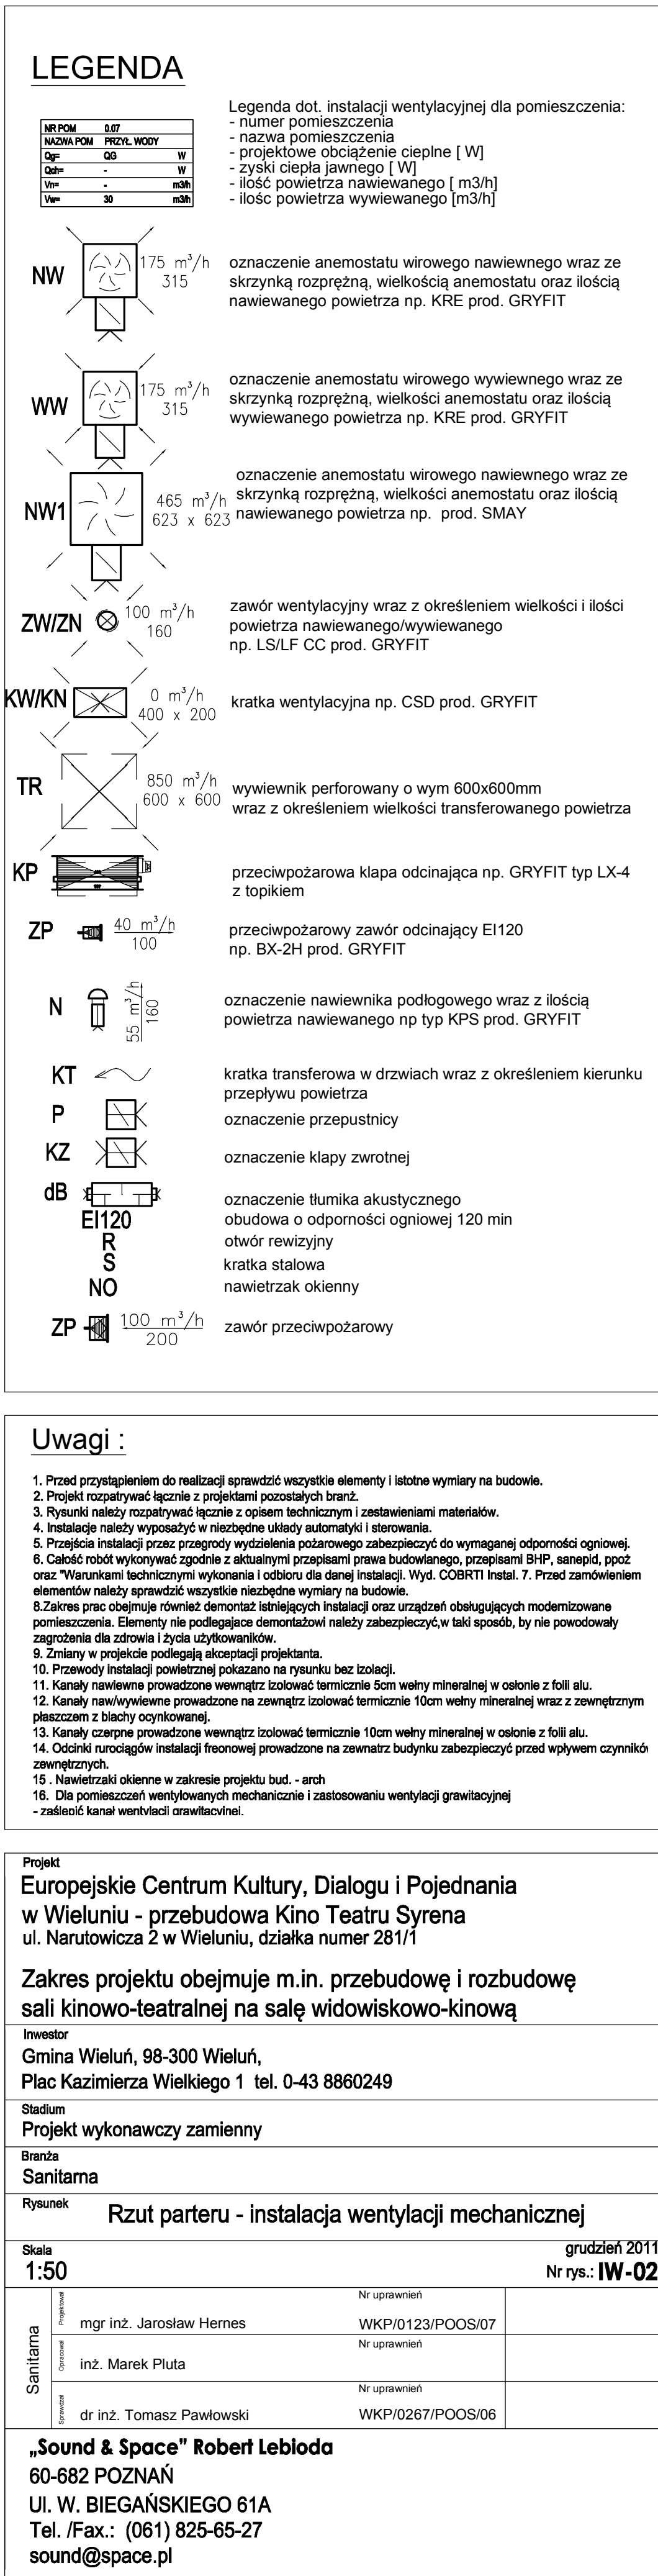 LEGENDA
NR POM 0.07
NAZWA POM PRZYŁ. WODY
Qg= QG W
Qch= - W
Vn= - m3/h
Vw= 30 m3/h
Legenda dot. instalacji wentylacyjnej dla pomieszczenia:
- numer pomieszczenia
- nazwa pomieszczenia
- projektowe obciążenie cieplne [ W]
- zyski ciepła jawnego [ W]
- ilość powietrza nawiewanego [ m3/h]
- ilośc powietrza wywiewanego [m3/h]
NW
175 m³/h
315
oznaczenie anemostatu wirowego nawiewnego wraz ze
skrzynką rozprężną, wielkością anemostatu oraz ilością
nawiewanego powietrza np. KRE prod. GRYFIT
WW
175 m³/h
315
oznaczenie anemostatu wirowego wywiewnego wraz ze
skrzynką rozprężną, wielkości anemostatu oraz ilością
wywiewanego powietrza np. KRE prod. GRYFIT
NW1
465 m³/h
623 x 623
oznaczenie anemostatu wirowego nawiewnego wraz ze
skrzynką rozprężną, wielkości anemostatu oraz ilością
nawiewanego powietrza np. prod. SMAY
ZW/ZN
100 m³/h
160
zawór wentylacyjny wraz z określeniem wielkości i ilości
powietrza nawiewanego/wywiewanego
np. LS/LF CC prod. GRYFIT
KW/KN
0 m³/h
400 x 200
kratka wentylacyjna np. CSD prod. GRYFIT
TR
850 m³/h
600 x 600
wywiewnik perforowany o wym 600x600mm
wraz z określeniem wielkości transferowanego powietrza
KP
przeciwpożarowa klapa odcinająca np. GRYFIT typ LX-4
z topikiem
ZP
40 m³/h
100
przeciwpożarowy zawór odcinający EI120
np. BX-2H prod. GRYFIT
N
55 m³/h
160
oznaczenie nawiewnika podłogowego wraz z ilością
powietrza nawiewanego np typ KPS prod. GRYFIT
KT
kratka transferowa w drzwiach wraz z określeniem kierunku
przepływu powietrza
P
oznaczenie przepustnicy
KZ
oznaczenie klapy zwrotnej
dB
oznaczenie tłumika akustycznego
EI120
obudowa o odporności ogniowej 120 min
R
otwór rewizyjny
S
kratka stalowa
NO
nawietrzak okienny
ZP
100 m³/h
200
zawór przeciwpożarowy
Uwagi :
1. Przed przystąpieniem do realizacji sprawdzić wszystkie elementy i istotne wymiary na budowie.
2. Projekt rozpatrywać łącznie z projektami pozostałych branż.
3. Rysunki należy rozpatrywać łącznie z opisem technicznym i zestawieniami materiałów.
4. Instalacje należy wyposażyć w niezbędne układy automatyki i sterowania.
5. Przejścia instalacji przez przegrody wydzielenia pożarowego zabezpieczyć do wymaganej odporności ogniowej.
6. Całość robót wykonywać zgodnie z aktualnymi przepisami prawa budowlanego, przepisami BHP, sanepid, ppoż
oraz "Warunkami technicznymi wykonania i odbioru dla danej instalacji. Wyd. COBRTI Instal. 7. Przed zamówieniem
elementów należy sprawdzić wszystkie niezbędne wymiary na budowie.
8.Zakres prac obejmuje również demontaż istniejących instalacji oraz urządzeń obsługujących modernizowane
pomieszczenia. Elementy nie podlegajace demontażowi należy zabezpieczyć,w taki sposób, by nie powodowały
zagrożenia dla zdrowia i życia użytkowaników.
9. Zmiany w projekcie podlegają akceptacji projektanta.
10. Przewody instalacji powietrznej pokazano na rysunku bez izolacji.
11. Kanały nawiewne prowadzone wewnątrz izolować termicznie 5cm wełny mineralnej w osłonie z folii alu.
12. Kanały naw/wywiewne prowadzone na zewnątrz izolować termicznie 10cm wełny mineralnej wraz z zewnętrznym
płaszczem z blachy ocynkowanej.
13. Kanały czerpne prowadzone wewnątrz izolować termicznie 10cm wełny mineralnej w osłonie z folii alu.
14. Odcinki rurociągów instalacji freonowej prowadzone na zewnatrz budynku zabezpieczyć przed wpływem czynników
zewnętrznych.
15 . Nawietrzaki okienne w zakresie projektu bud. - arch
16. Dla pomieszczeń wentylowanych mechanicznie i zastosowaniu wentylacji grawitacyjnej
- zaślepić kanał wentylacji grawitacyjnej.
Projekt
Europejskie Centrum Kultury, Dialogu i Pojednania
w Wieluniu - przebudowa Kino Teatru Syrena
ul. Narutowicza 2 w Wieluniu, działka numer 281/1
Zakres projektu obejmuje m.in. przebudowę i rozbudowę
sali kinowo-teatralnej na salę widowiskowo-kinową
Inwestor
Gmina Wieluń, 98-300 Wieluń,
Plac Kazimierza Wielkiego 1 tel. 0-43 8860249
Stadium
Projekt wykonawczy zamienny
Branża
Sanitarna
Rysunek
Rzut parteru - instalacja wentylacji mechanicznej
Skala
1:50
grudzień 2011
Nr rys.: IW-02
Sanitarna
Projektował
mgr inż. Jarosław Hernes
Nr uprawnień
WKP/0123/POOS/07
Opracował
inż. Marek Pluta
Nr uprawnień
Sprawdził
dr inż. Tomasz Pawłowski
Nr uprawnień
WKP/0267/POOS/06
„Sound & Space” Robert Lebioda
60-682 POZNAŃ
Ul. W. BIEGAŃSKIEGO 61A
Tel. /Fax.: (061) 825-65-27
sound@space.pl